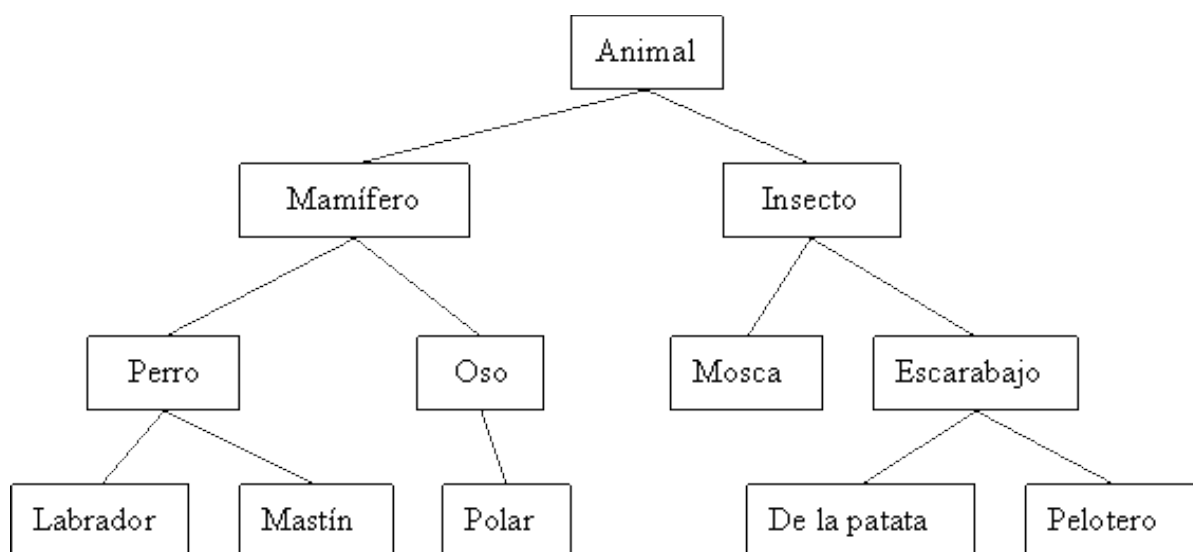 Animal
Mamífero
Insecto
Perro
Oso
Mosca
Escarabajo
Labrador
Mastín
Polar
De la patata
Pelotero